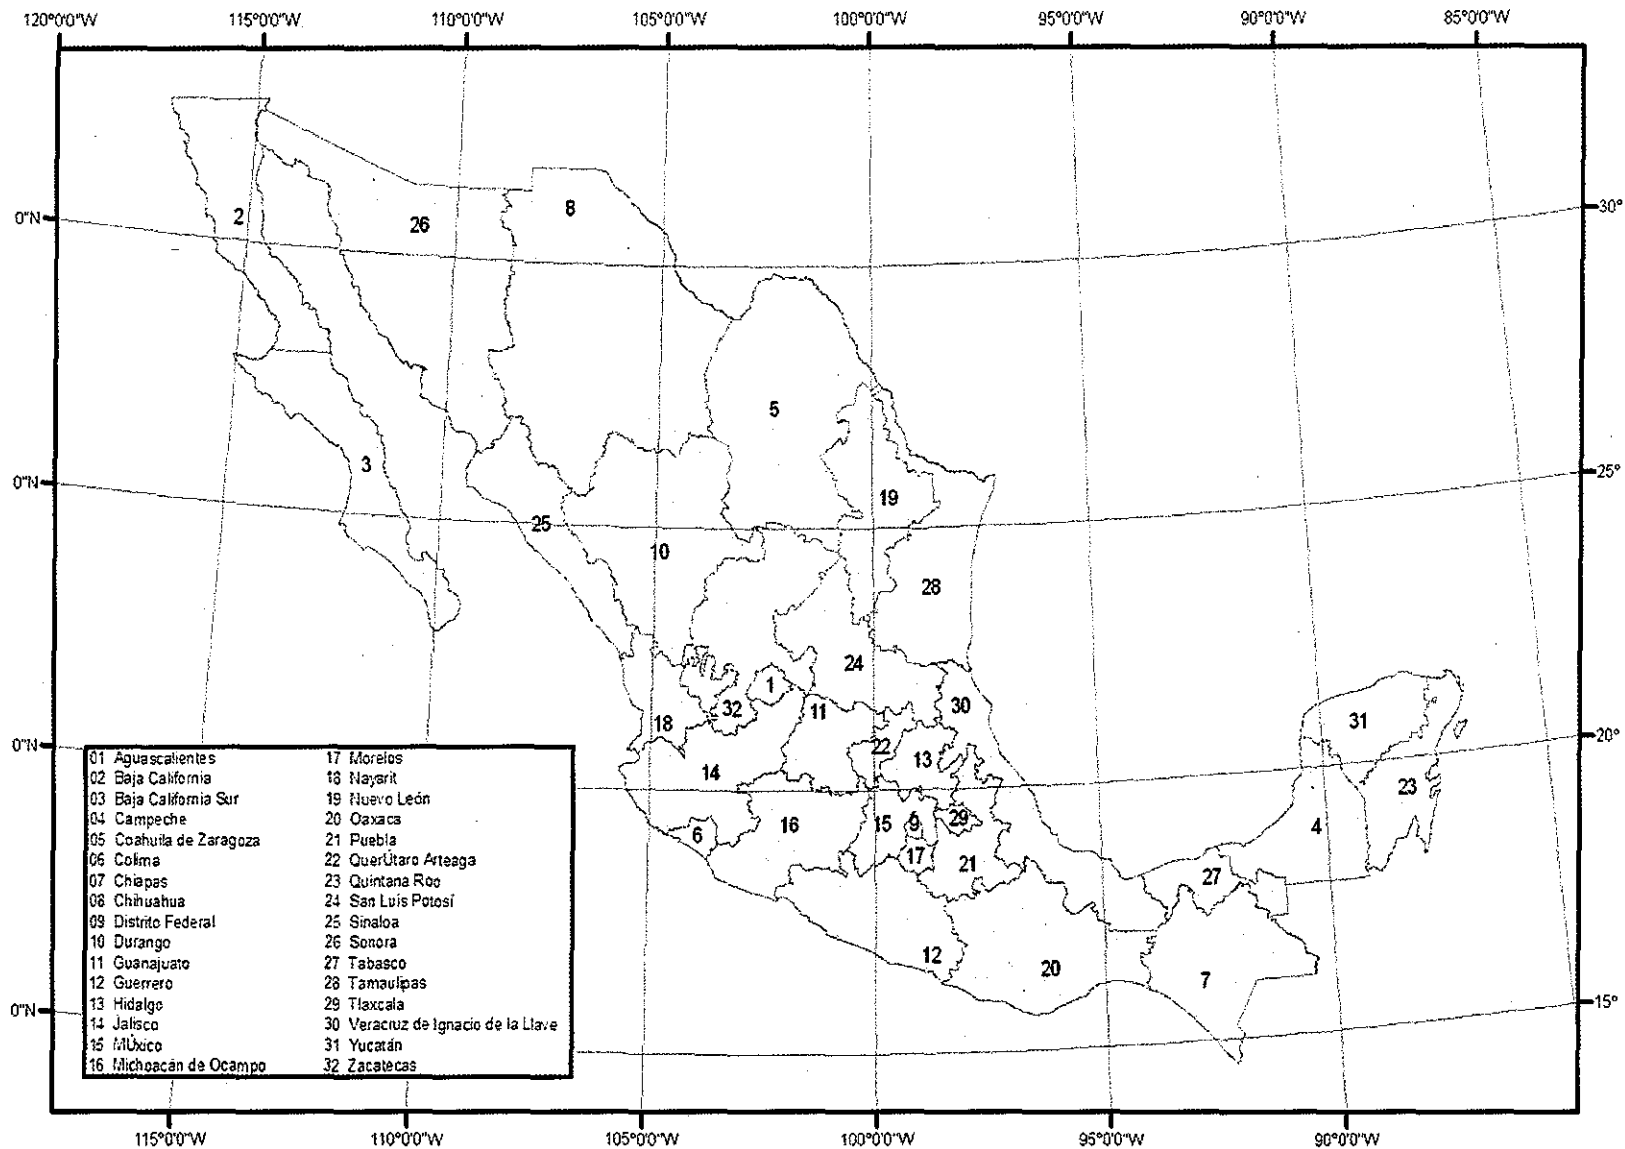 120°0'0"W 115°0'0"W 110°0'0"W 105°0'0"W 100°0'0"W 95°0'0"W 90°0'0"W 85°0'0"W
8
2
26
0"N
30°
5
3
0"N
25°
19
25
10
28
24
1
32
11
30
18
31
22
0"N
20°
13
14
23
16
15
9
29
4
6
17
21
27
12
20
7
0"N
15°
01 Aguascalientes
02 Baja California
03 Baja California Sur
04 Campeche
05 Coahuila de Zaragoza
06 Colima
07 Chiapas
08 Chihuahua
09 Distrito Federal
10 Durango
11 Guanajuato
12 Guerrero
13 Hidalgo
14 Jalisco
15 MÚxico
16 Michoacán de Ocampo
17 Morelos
18 Nayarit
19 Nuevo León
20 Oaxaca
21 Puebla
22 QuerÚtaro Arteaga
23 Quintana Roo
24 San Luis Potosí
25 Sinaloa
26 Sonora
27 Tabasco
28 Tamaulipas
29 Tlaxcala
30 Veracruz de Ignacio de la Llave
31 Yucatán
32 Zacatecas
115°0'0"W 110°0'0"W 105°0'0"W 100°0'0"W 95°0'0"W 90°0'0"W